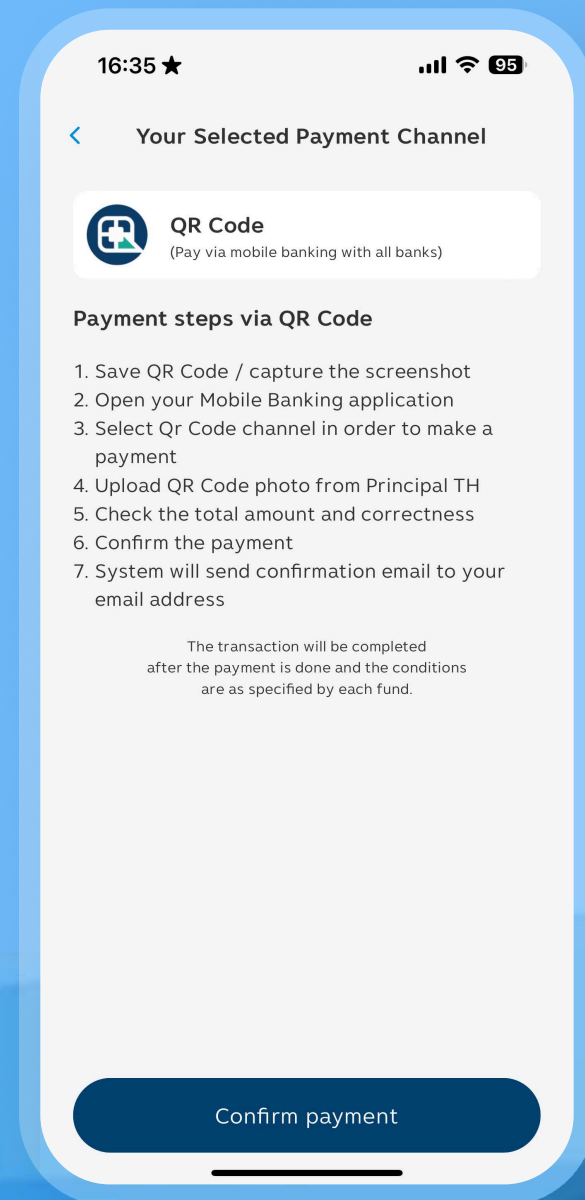 16:35
95
Your Selected Payment Channel
QR Code
(Pay via mobile banking with all banks)
Payment steps via QR Code
1. Save QR Code / capture the screenshot
2. Open your Mobile Banking application
3. Select Qr Code channel in order to make a
payment
4. Upload QR Code photo from Principal TH
5. Check the total amount and correctness
6. Confirm the payment
7. System will send confirmation email to your
email address
The transaction will be completed
after the payment is done and the conditions
are as specified by each fund.
Confirm payment